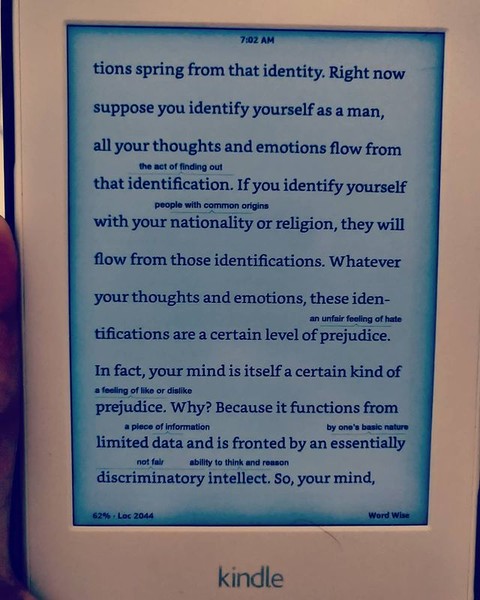 7:02 AM
tions spring from that identity. Right now
suppose you identify yourself as a man,
all your thoughts and emotions flow from
the act of finding out
that identification. If you identify yourself
people with common origins
with your nationality or religion, they will
flow from those identifications. Whatever
your thoughts and emotions, these iden-
an unfair feeling of hate
tifications are a certain level of prejudice.
In fact, your mind is itself a certain kind of
a feeling of like or dislike
prejudice. Why? Because it functions from
a piece of information by one's basic nature
limited data and is fronted by an essentially
not fair ability to think and reason
discriminatory intellect. So, your mind,
62% · Loc 2044 Word Wise
kindle